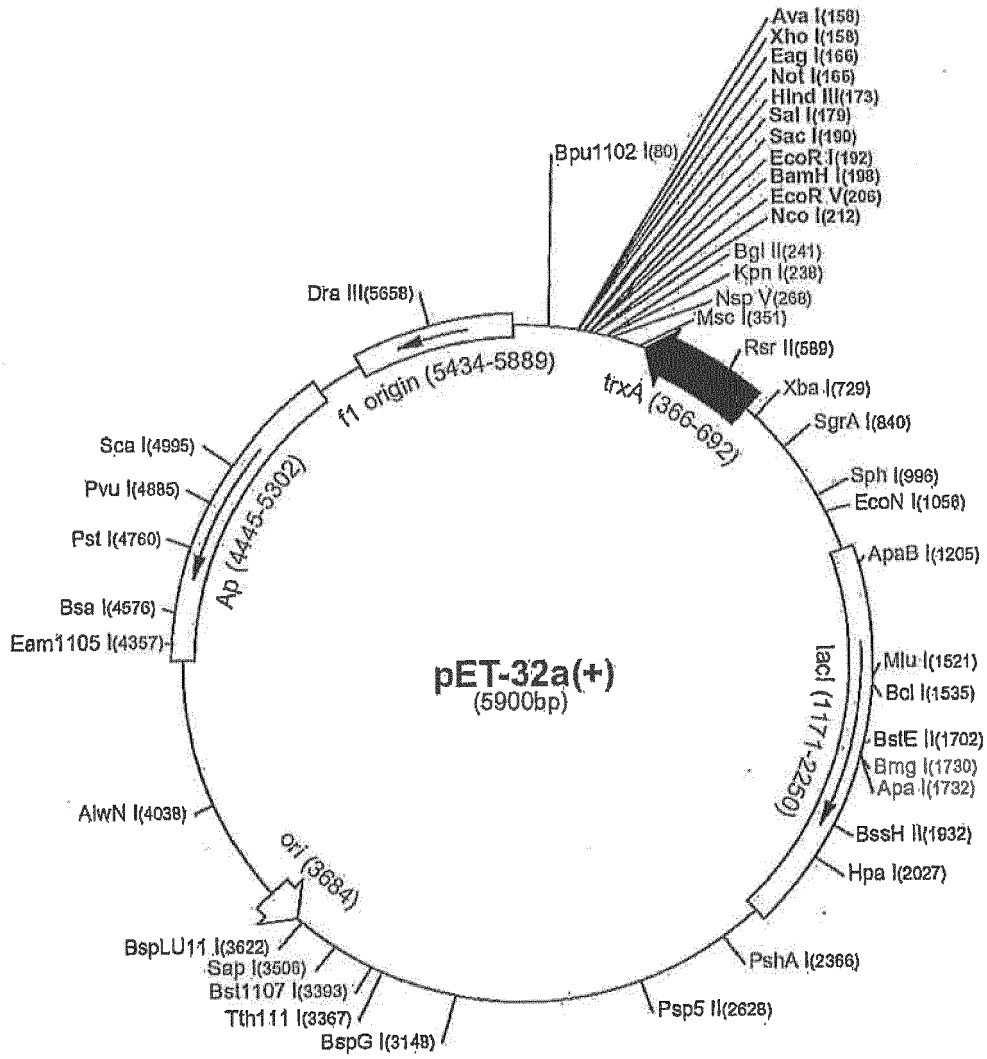 Ava I(158)
Xho I(158)
Eag I(166)
Not I(166)
Hind III(173)
Sal I(179)
Sac I(190)
EcoR I(192)
BamH I(198)
EcoR V(206)
Nco I(212)
Bpu1102 I(80)
Bgl II(241)
Kpn I(238)
Nsp V(268)
Msc I(351)
Rsr II(589)
Xba I(729)
SgrA I(840)
Sph I(996)
EcoN I(1056)
ApaB I(1205)
Mlu I(1521)
Bcl I(1535)
BstE II(1702)
Bmg I(1730)
Apa I(1732)
BssH II(1932)
Hpa I(2027)
PshA I(2366)
Psp5 II(2628)
BspG I(3148)
Tth111 I(3367)
Bst1107 I(3393)
Sap I(3506)
BspLU11 I(3622)
AlwN I(4038)
Eam1105 I(4357)
Bsa I(4576)
Pst I(4760)
Pvu I(4885)
Sca I(4995)
Dra III(5658)
f1 origin (5434-5889)
trxA (366-692)
lacI (1171-2250)
ori (3684)
Ap (4445-5302)
pET-32a(+)
(5900bp)